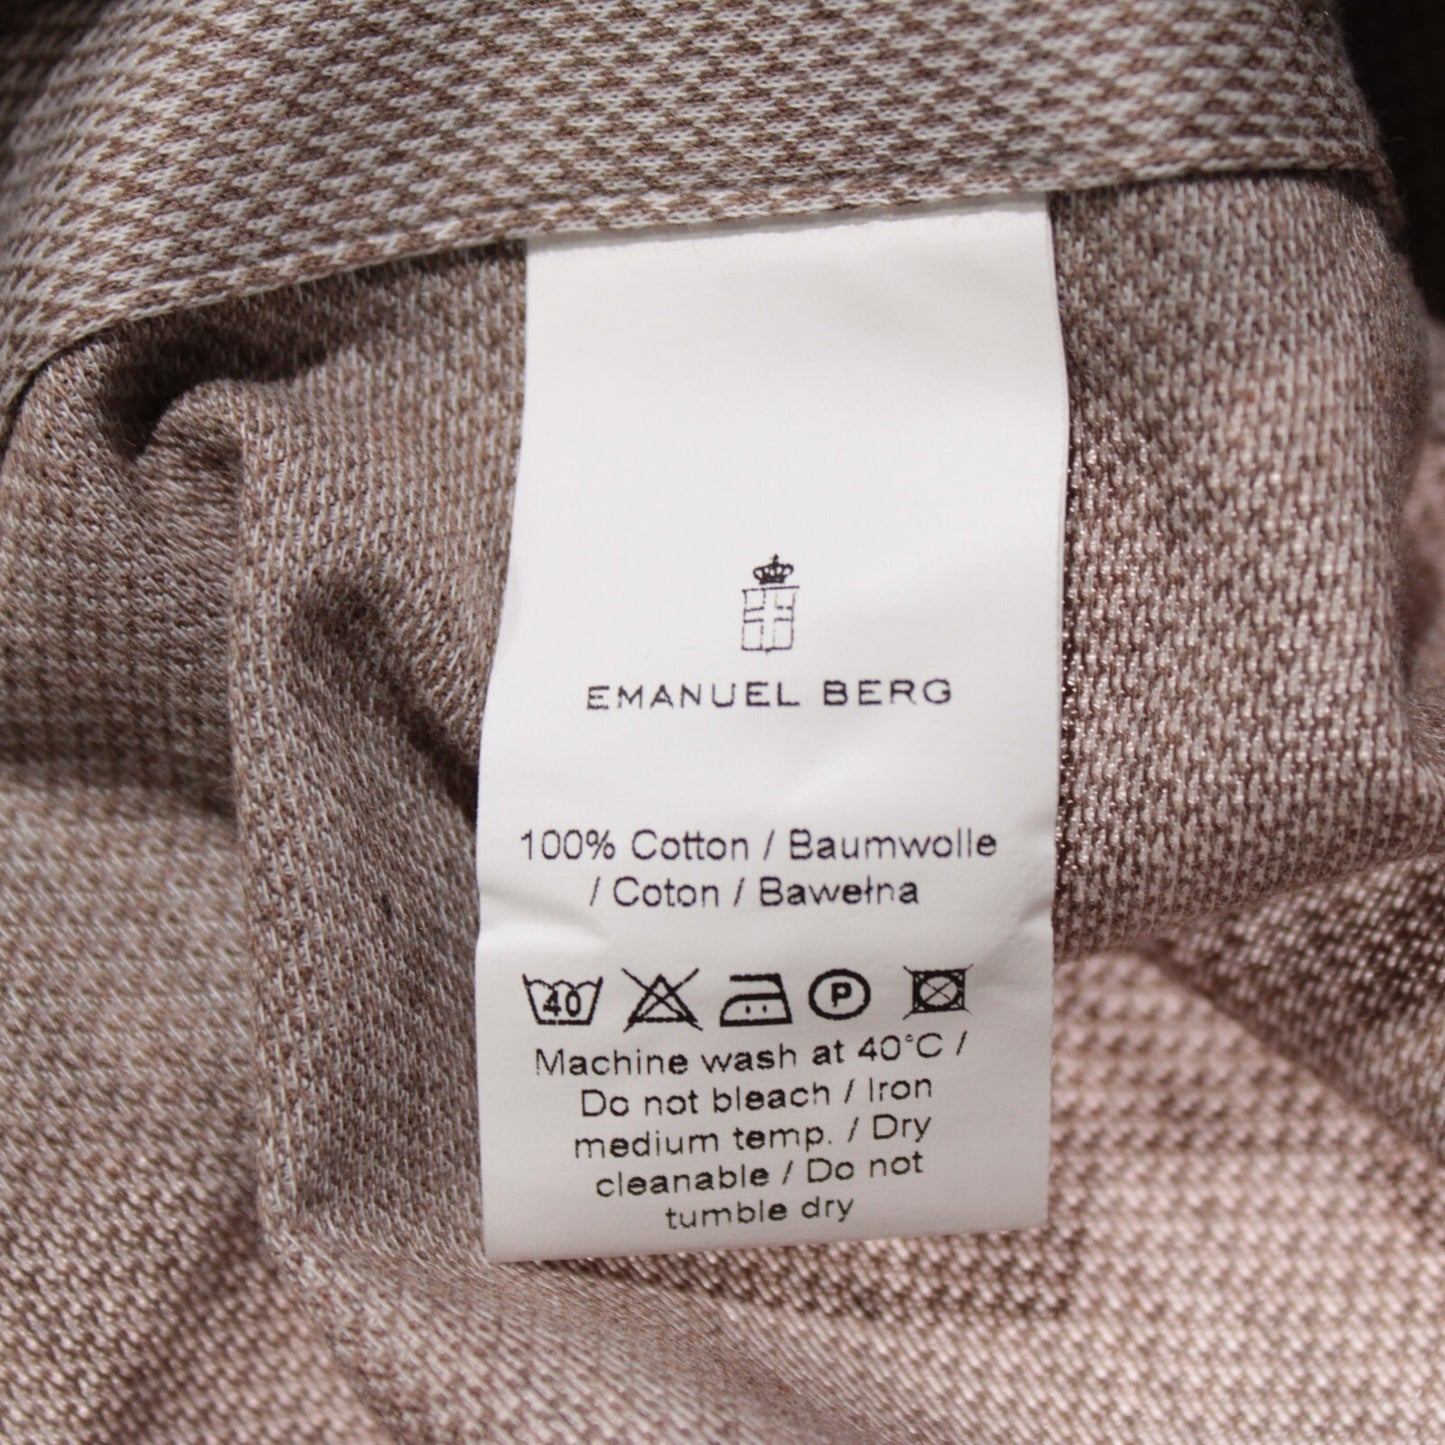 EMANUEL BERG
100% Cotton / Baumwolle
/ Coton / Bawełna
40 P
Machine wash at 40°C /
Do not bleach / Iron
medium temp. / Dry
cleanable / Do not
tumble dry